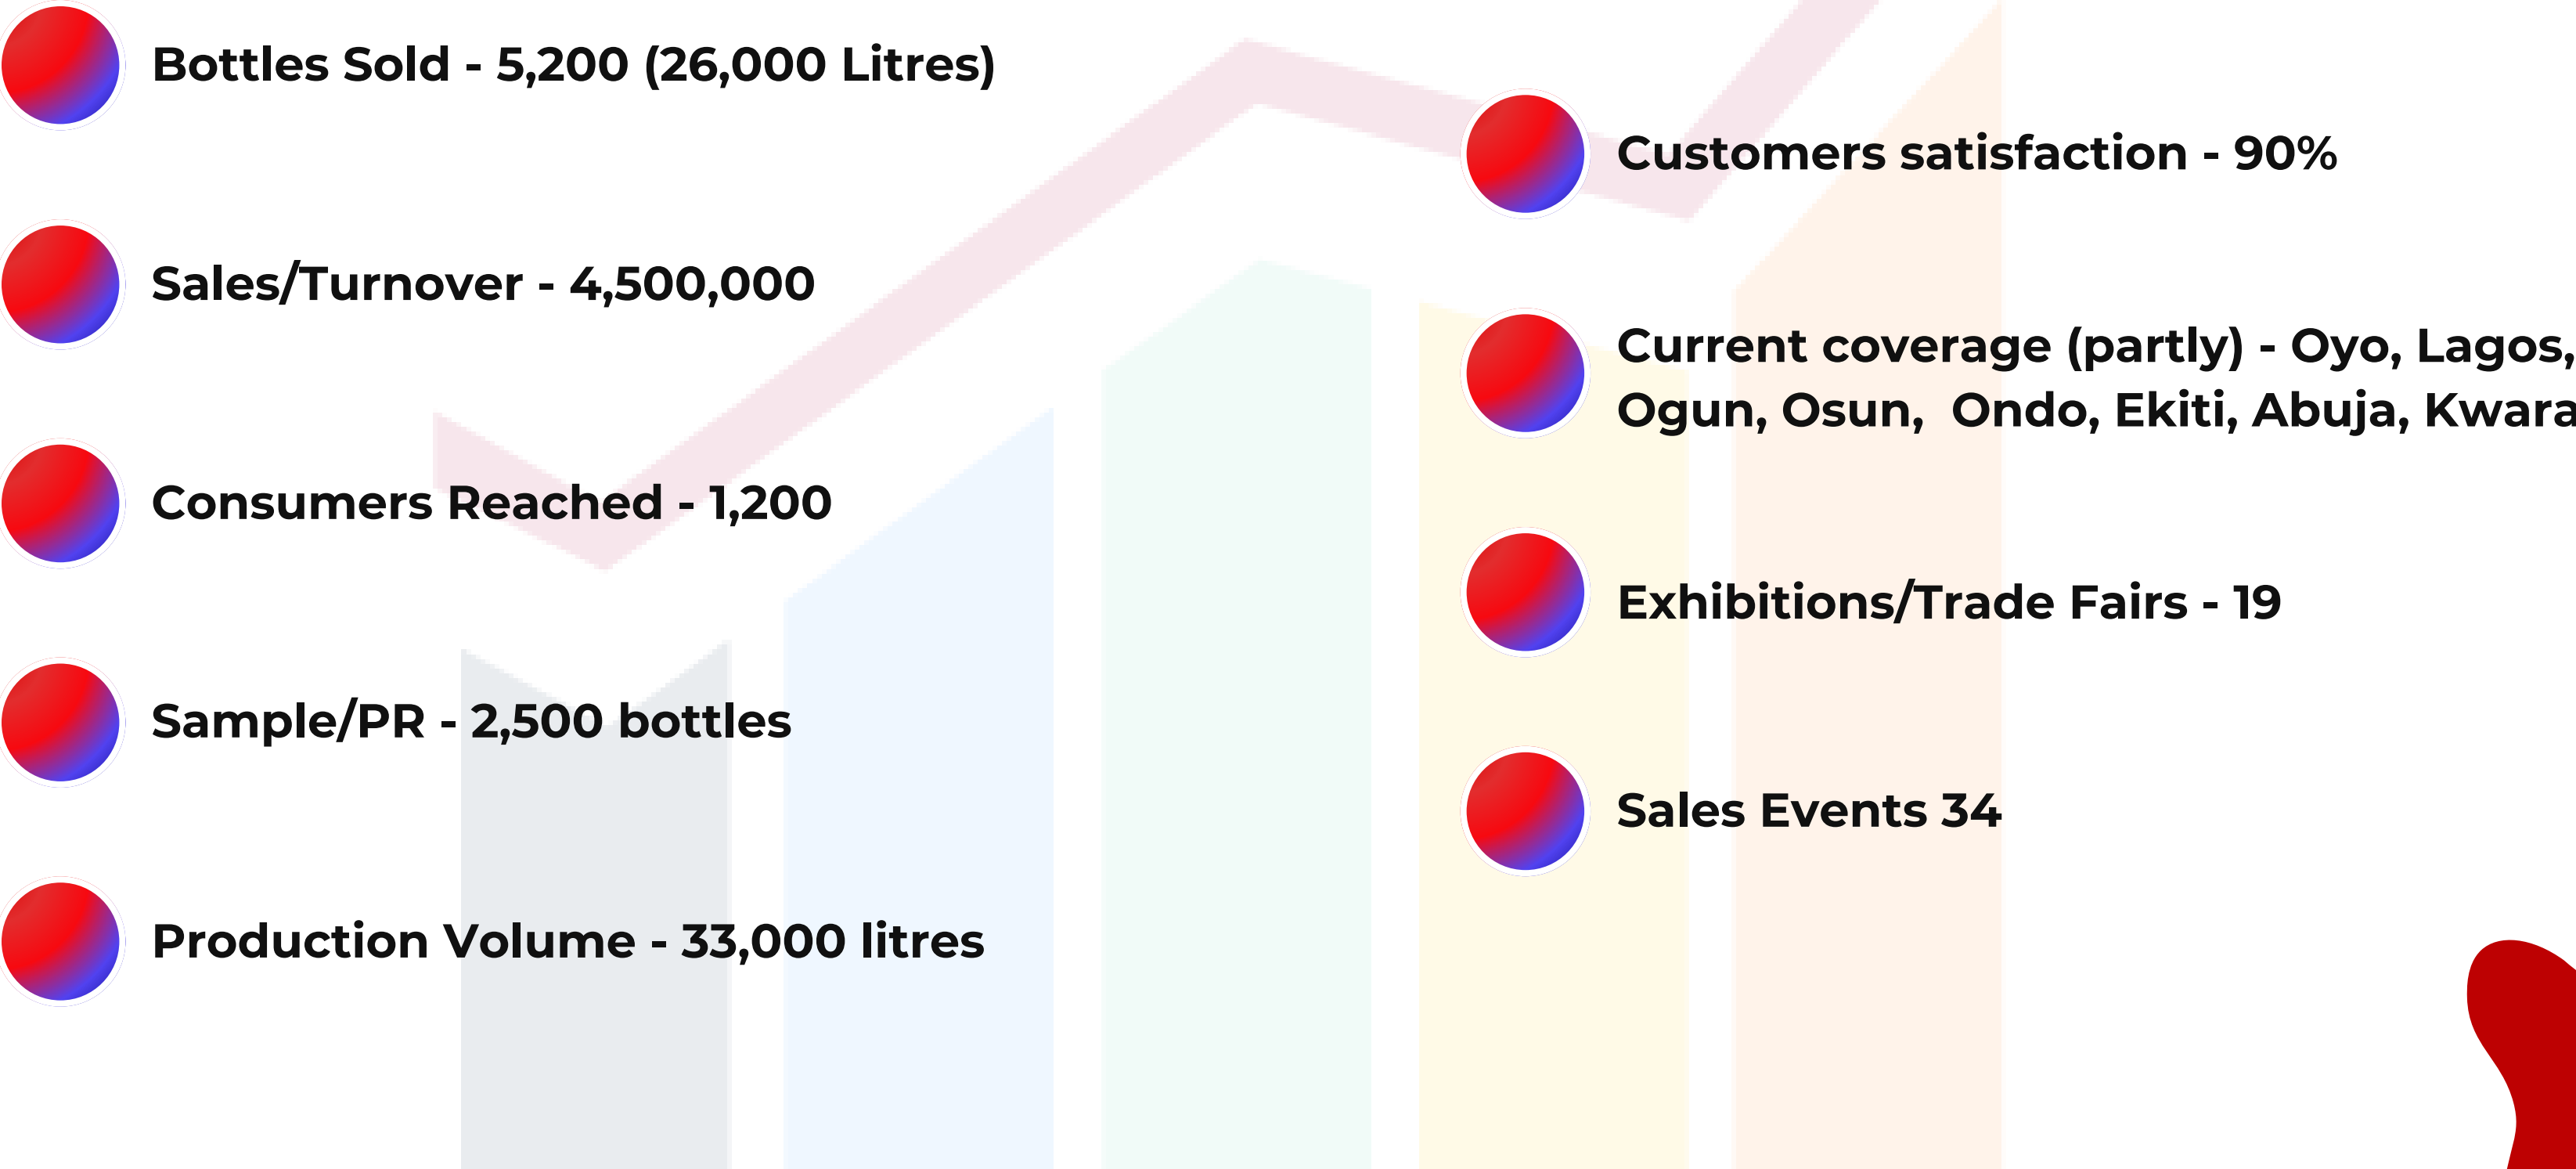 Bottles Sold - 5,200 (26,000 Litres)
Sales/Turnover - 4,500,000
Consumers Reached - 1,200
Sample/PR - 2,500 bottles
Production Volume - 33,000 litres
Customers satisfaction - 90%
Current coverage (partly) - Oyo, Lagos,
Ogun, Osun,  Ondo, Ekiti, Abuja, Kwara
Exhibitions/Trade Fairs - 19
Sales Events 34